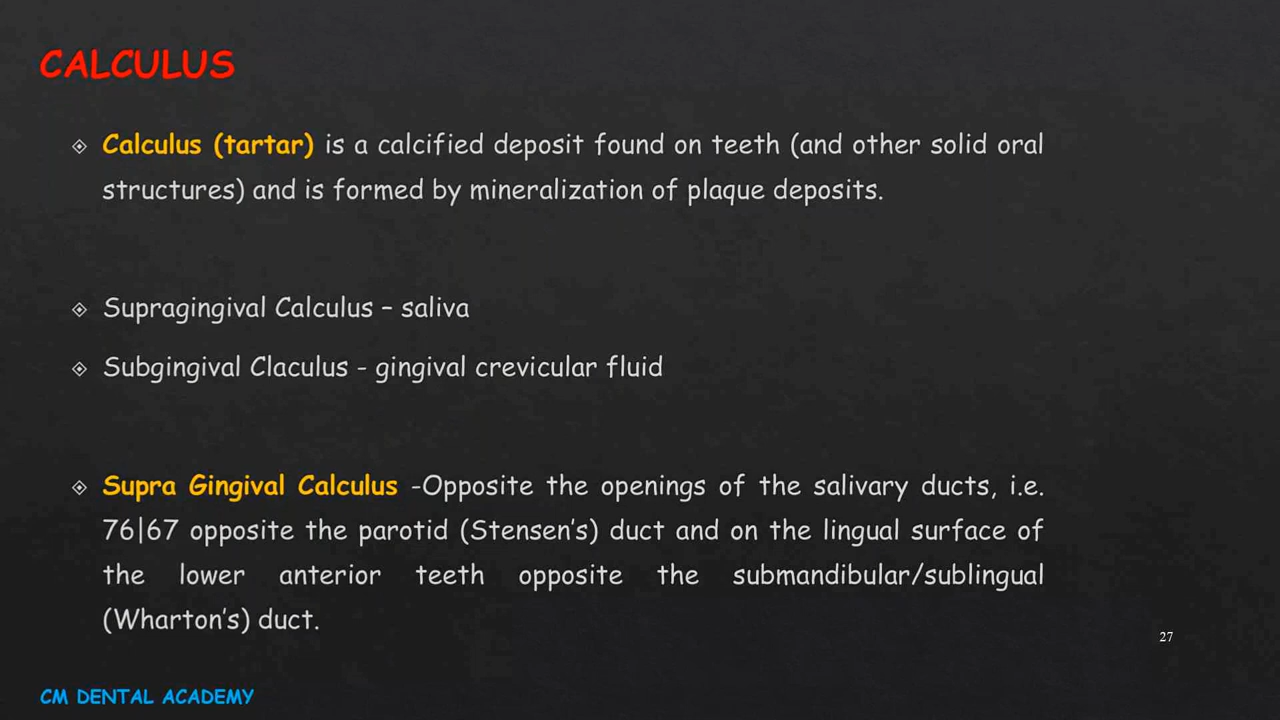 CALCULUS
Calculus (tartar) is a calcified deposit found on teeth (and other solid oral
structures) and is formed by mineralization of plaque deposits.
Supragingival Calculus – saliva
Subgingival Claculus - gingival crevicular fluid
Supra Gingival Calculus -Opposite the openings of the salivary ducts, i.e.
76|67 opposite the parotid (Stensen’s) duct and on the lingual surface of
the lower anterior teeth opposite the submandibular/sublingual
(Wharton’s) duct.
27
CM DENTAL ACADEMY